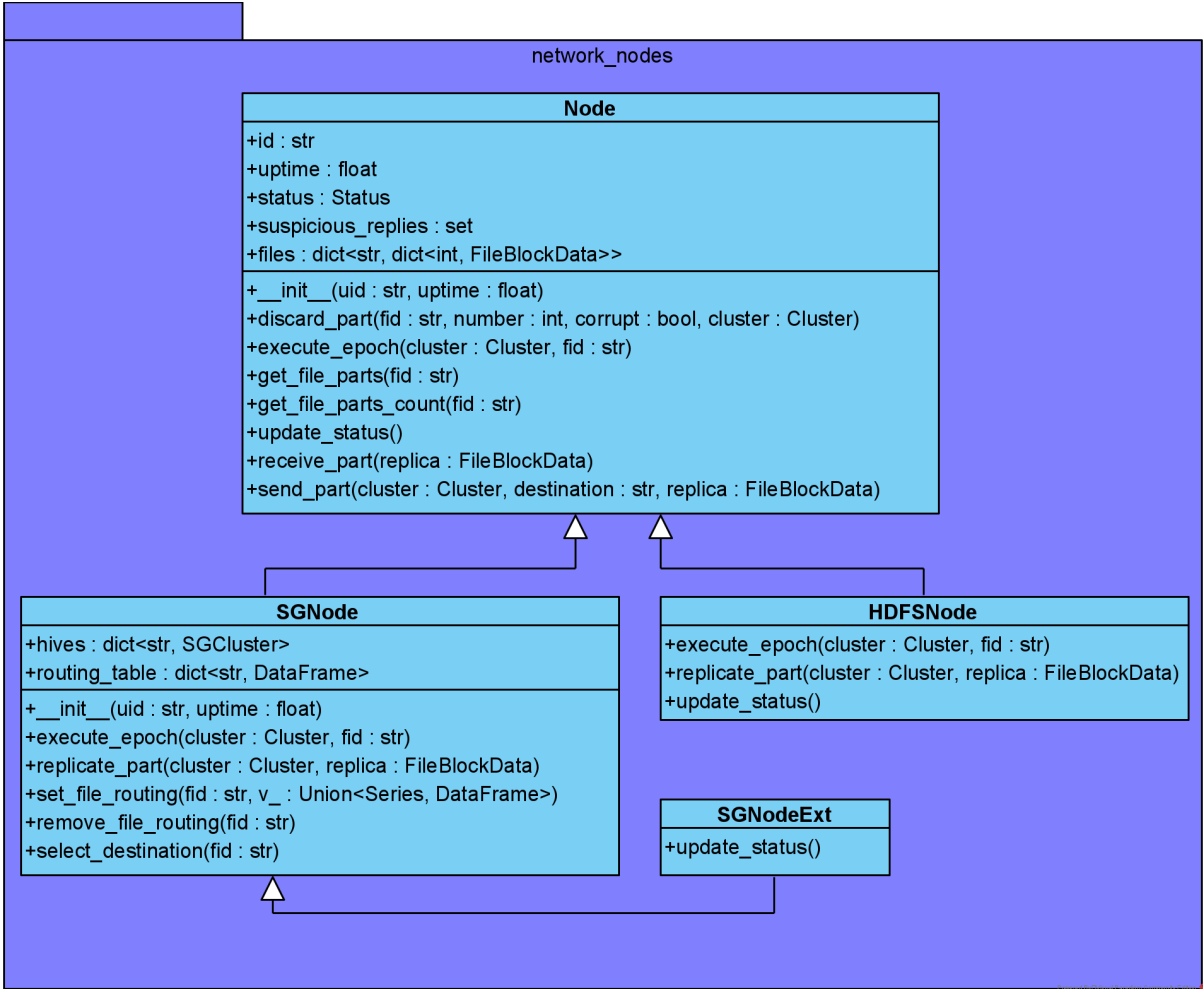 network_nodes
Node
+id : str
+uptime : float
+status : Status
+suspicious_replies : set
+files : dict<str, dict<int, FileBlockData>>
+__init__(uid : str, uptime : float)
+discard_part(fid : str, number : int, corrupt : bool, cluster : Cluster)
+execute_epoch(cluster : Cluster, fid : str)
+get_file_parts(fid : str)
+get_file_parts_count(fid : str)
+update_status()
+receive_part(replica : FileBlockData)
+send_part(cluster : Cluster, destination : str, replica : FileBlockData)
SGNode
+hives : dict<str, SGCluster>
+routing_table : dict<str, DataFrame>
+__init__(uid : str, uptime : float)
+execute_epoch(cluster : Cluster, fid : str)
+replicate_part(cluster : Cluster, replica : FileBlockData)
+set_file_routing(fid : str, v_ : Union<Series, DataFrame>)
+remove_file_routing(fid : str)
+select_destination(fid : str)
HDFSNode
+execute_epoch(cluster : Cluster, fid : str)
+replicate_part(cluster : Cluster, replica : FileBlockData)
+update_status()
SGNodeExt
+update_status()